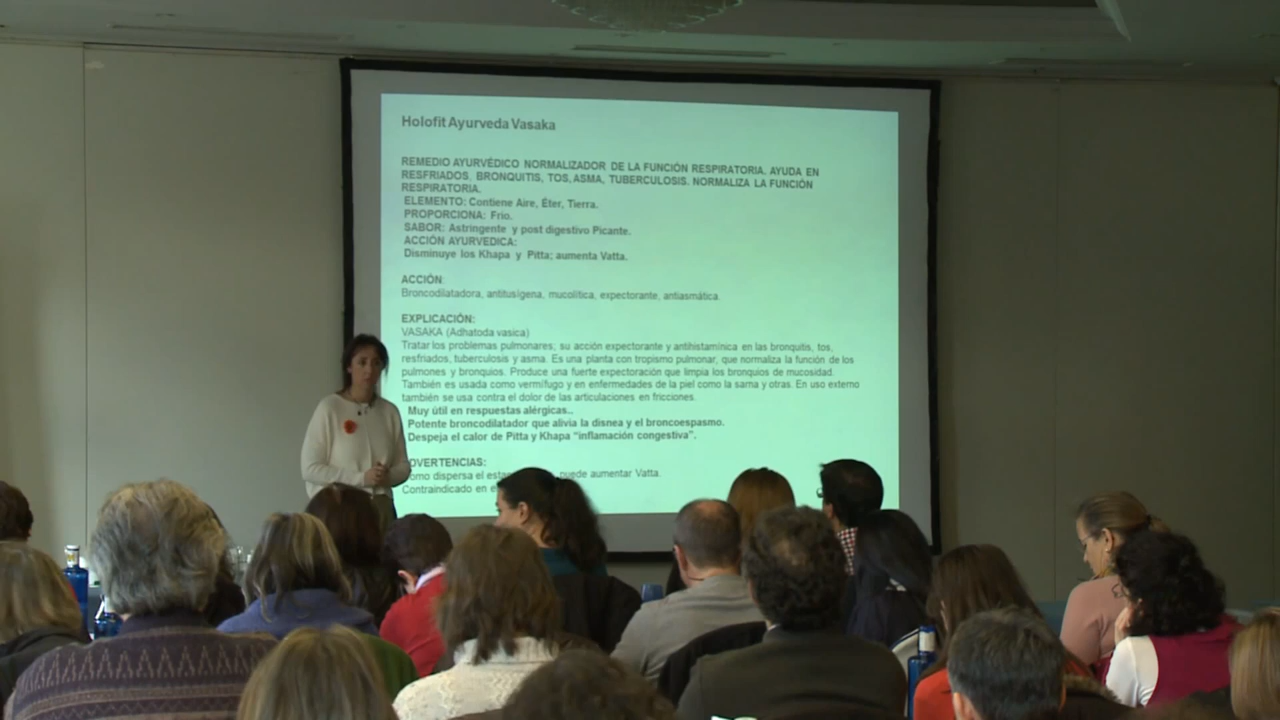 Holofit Ayurveda Vasaka
REMEDIO AYURVÉDICO NORMALIZADOR DE LA FUNCIÓN RESPIRATORIA. AYUDA EN
RESFRIADOS, BRONQUITIS, TOS, ASMA, TUBERCULOSIS. NORMALIZA LA FUNCIÓN
RESPIRATORIA.
ELEMENTO: Contiene Aire, Éter, Tierra.
PROPORCIONA: Frio.
SABOR: Astringente y post digestivo Picante.
ACCIÓN AYURVEDICA:
Disminuye los Khapa y Pitta; aumenta Vatta.
ACCIÓN:
Broncodilatadora, antitusígena, mucolítica, expectorante, antiasmática.
EXPLICACIÓN:
VASAKA (Adhatoda vasica)
Tratar los problemas pulmonares; su acción expectorante y antihistamínica en las bronquitis, tos,
resfriados, tuberculosis y asma. Es una planta con tropismo pulmonar, que normaliza la función de los
pulmones y bronquios. Produce una fuerte expectoración que limpia los bronquios de mucosidad.
También es usada como vermífugo y en enfermedades de la piel como la sarna y otras. En uso externo
también se usa contra el dolor de las articulaciones en fricciones.
Muy útil en respuestas alérgicas..
Potente broncodilatador que alivia la disnea y el broncoespasmo.
Despeja el calor de Pitta y Khapa "inflamación congestiva".
DVERTENCIAS:
omo dispersa el puede aumentar Vatta.
Contraindicado en